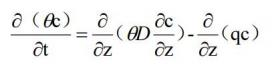 ∂(θc)/∂t = ∂/∂z (θD ∂c/∂z) - ∂/∂z (qc)